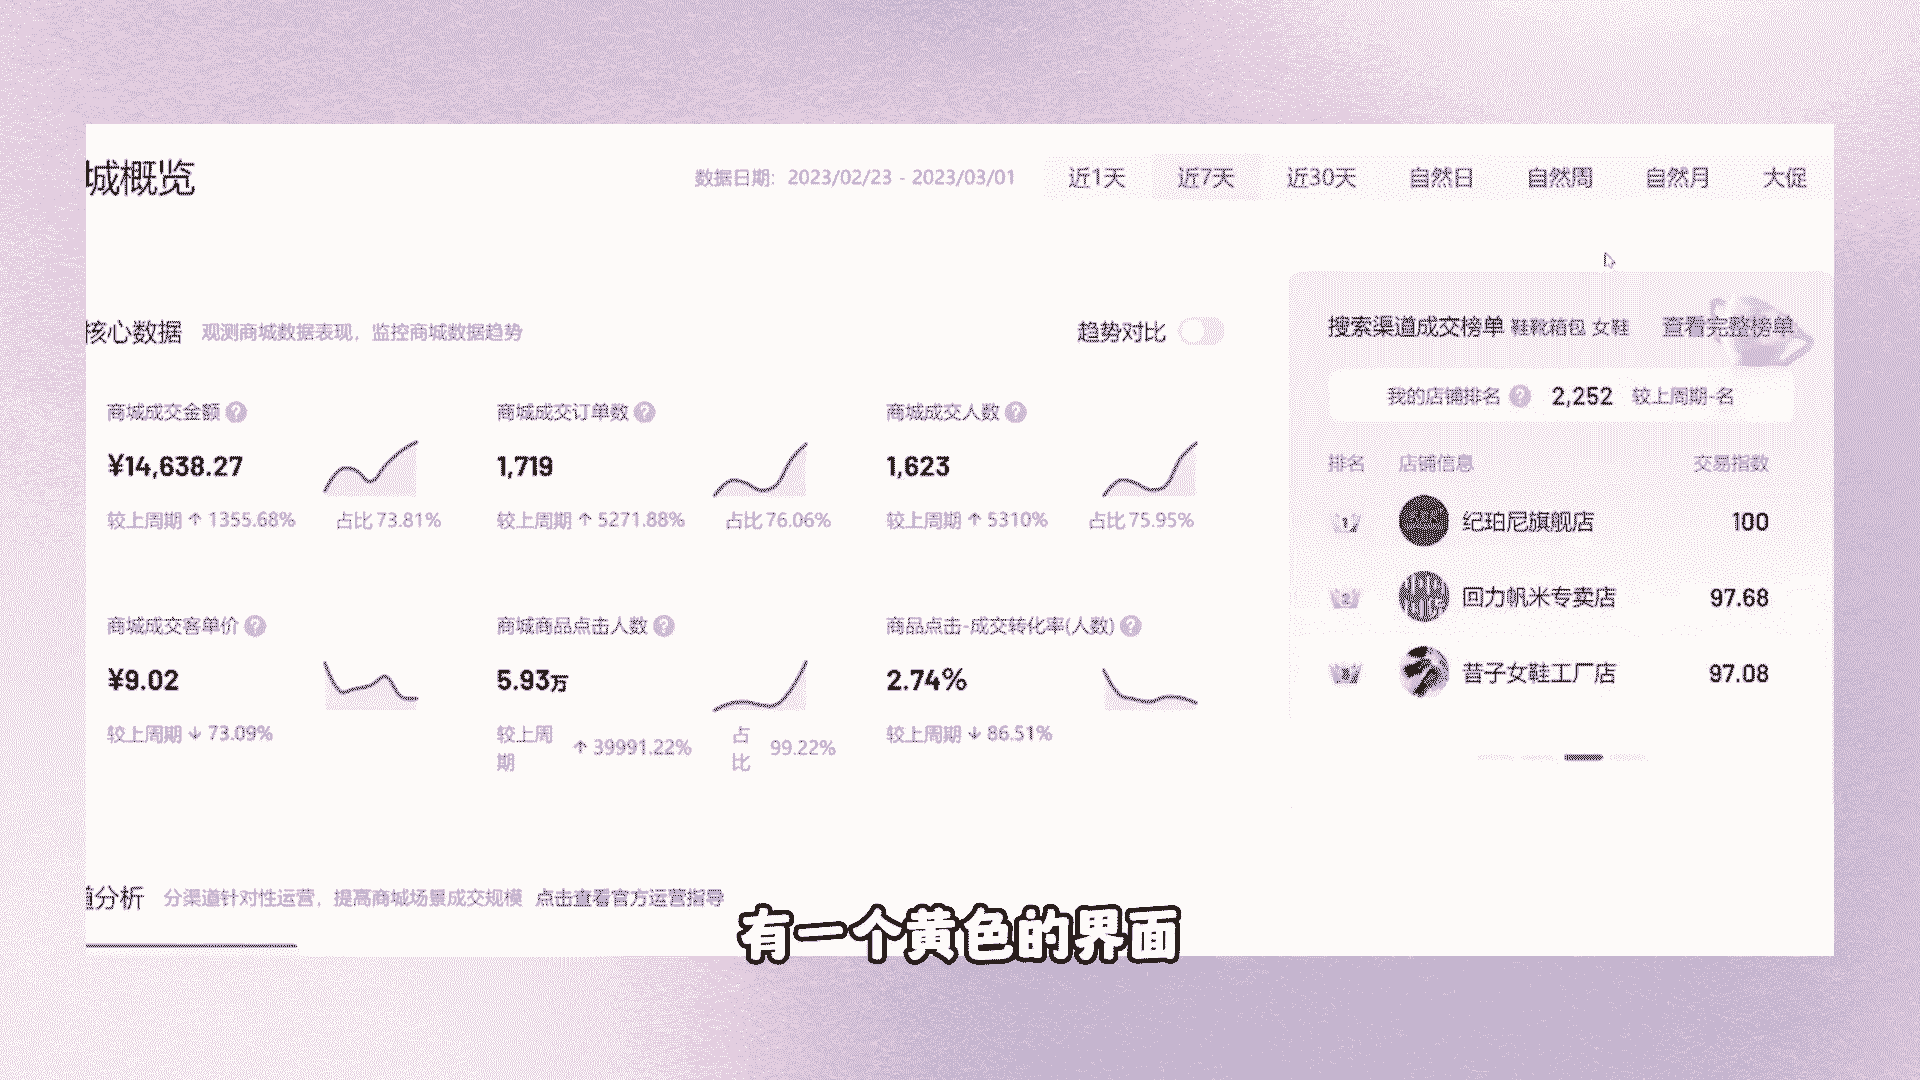 城概览
数据日期: 2023/02/23 - 2023/03/01
近1天 近7天 近30天 自然日 自然周 自然月 大促
核心数据 观测商城数据表现，监控商城数据趋势
趋势对比
商城成交金额 ?
¥14,638.27
较上周期 ↑ 1355.68% 占比 73.81%
商城成交订单数 ?
1,719
较上周期 ↑ 5271.88% 占比 76.06%
商城成交人数 ?
1,623
较上周期 ↑ 5310% 占比 75.95%
商城成交客单价 ?
¥9.02
较上周期 ↓ 73.09%
商城商品点击人数 ?
5.93万
较上周期 ↑ 39991.22% 占比 99.22%
商品点击-成交转化率(人数) ?
2.74%
较上周期 ↓ 86.51%
搜索渠道成交榜单 鞋靴箱包 女鞋 查看完整榜单
我的店铺排名 ? 2,252 较上周期-名
排名 店铺信息 交易指数
1 纪珀尼旗舰店 100
2 回力帆米专卖店 97.68
3 昔子女鞋工厂店 97.08
分析 分渠道针对性运营，提高商城场景成交规模 点击查看官方运营指导
有一个黄色的界面